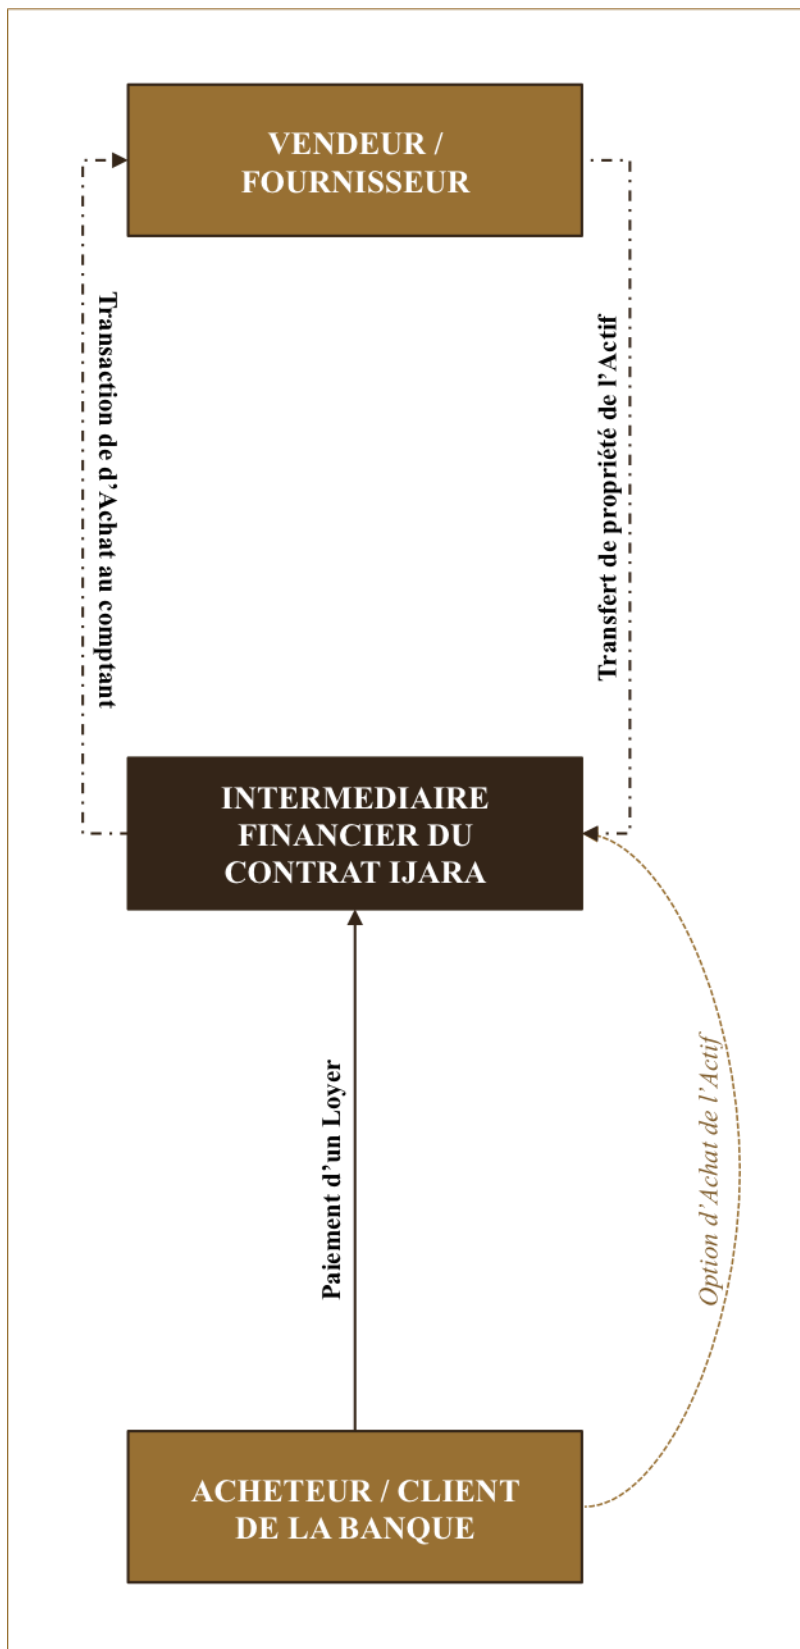 VENDEUR /
FOURNISSEUR
Transaction de d’Achat au comptant
Transfert de propriété de l’Actif
INTERMEDIAIRE
FINANCIER DU
CONTRAT IJARA
Paiement d’un Loyer
Option d’Achat de l’Actif
ACHETEUR / CLIENT
DE LA BANQUE